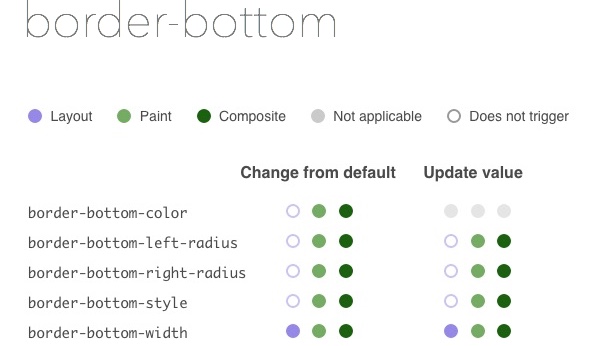 border-bottom
Layout Paint Composite Not applicable Does not trigger
Change from default Update value
border-bottom-color
border-bottom-left-radius
border-bottom-right-radius
border-bottom-style
border-bottom-width